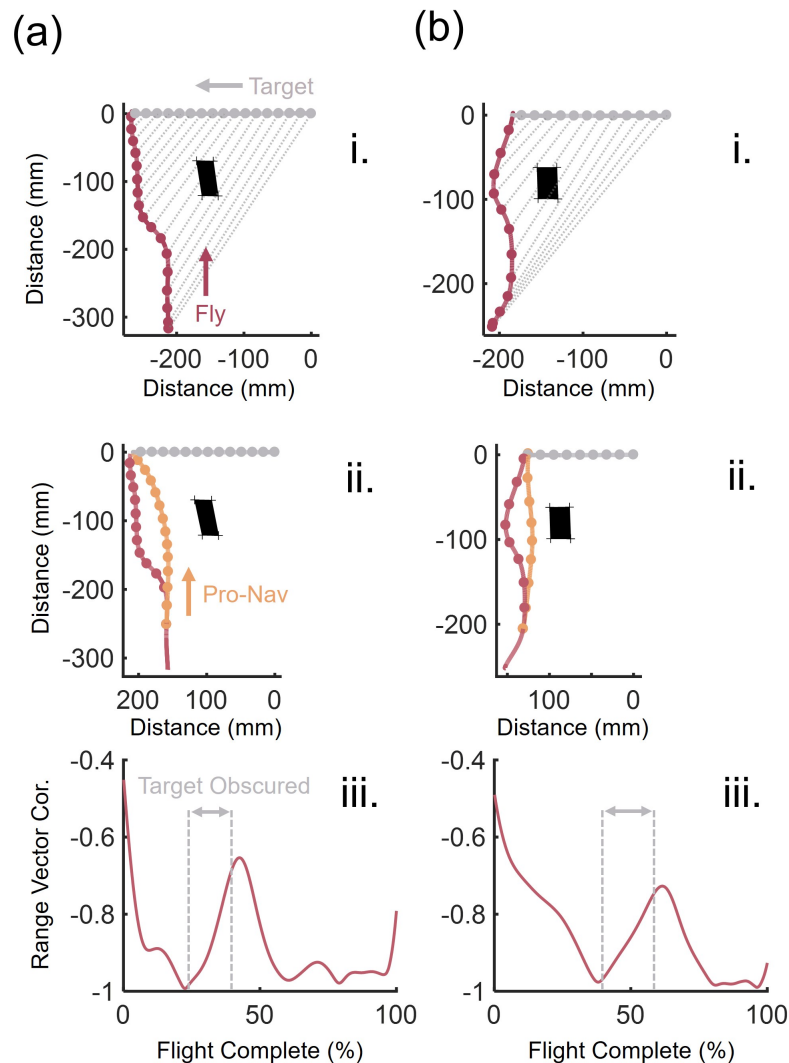 (a)
(b)
Target
i.
i.
0
-100
-200
-300
Distance (mm)
Fly
-200
-100
0
Distance (mm)
0
-100
-200
-200
-100
0
Distance (mm)
ii.
ii.
0
-100
-200
-300
Distance (mm)
Pro-Nav
200
100
0
Distance (mm)
0
-100
-200
100
0
Distance (mm)
-0.4
-0.6
-0.8
-1
Range Vector Cor.
Target Obscured
iii.
0
50
100
Flight Complete (%)
-0.4
-0.6
-0.8
-1
iii.
0
50
100
Flight Complete (%)